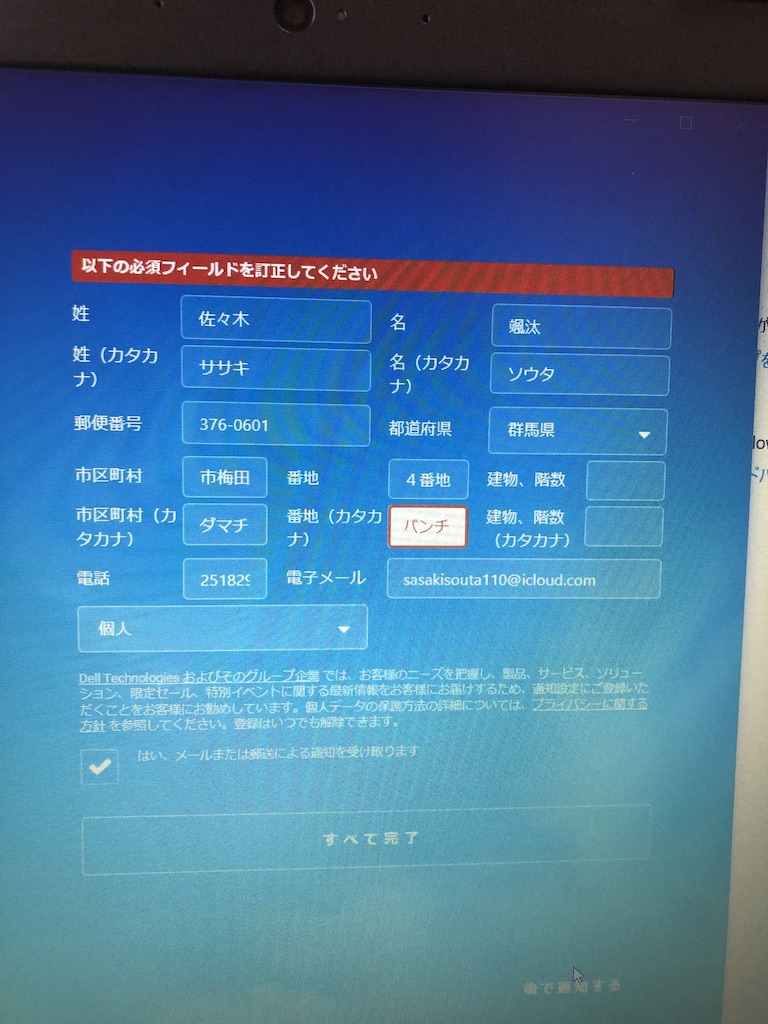 以下の必須フィールドを訂正してください
姓 佐々木 名 颯汰
姓（カタカナ） ササキ 名（カタカナ） ソウタ
郵便番号 376-0601 都道府県 群馬県
市区町村 市梅田 番地 ４番地 建物、階数
市区町村（カタカナ） ダマチ 番地（カタカナ） バンチ 建物、階数（カタカナ）
電話 251829 電子メール sasakisouta110@icloud.com
個人
Dell Technologies およびそのグループ企業 では、お客様のニーズを把握し、製品、サービス、ソリュー
ション、限定セール、特別イベントに関する最新情報をお客様にお届けするため、通知設定にご登録いた
だくことをお客様にお勧めしています。個人データの保護方法の詳細については、プライバシーに関する
方針 を参照してください。登録はいつでも解除できます。
はい、メールまたは郵送による通知を受け取ります
すべて完了
後で通知する